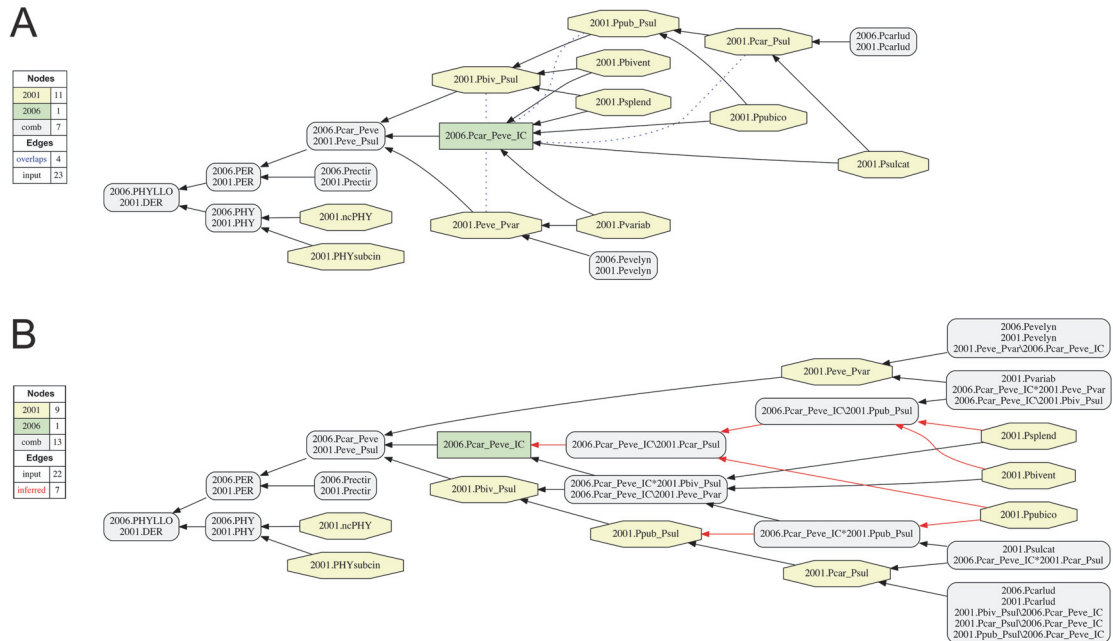 A
Nodes
2001 11
2006 1
comb 7
Edges
overlaps 4
input 23
2001.Ppub_Psul
2001.Pcar_Psul
2006.Pcarlud
2001.Pcarlud
2001.Pbivent
2001.Pbiv_Psul
2001.Psplend
2001.Ppubico
2006.Pcar_Peve
2001.Peve_Psul
2006.Pcar_Peve_IC
2001.Psulcat
2006.PER
2001.PER
2006.Prectir
2001.Prectir
2006.PHYLLO
2001.DER
2006.PHY
2001.PHY
2001.ncPHY
2001.PHYsubcin
2001.Peve_Pvar
2001.Pvariab
2006.Pevelyn
2001.Pevelyn
B
Nodes
2001 9
2006 1
comb 13
Edges
input 22
inferred 7
2006.Pevelyn
2001.Pevelyn
2001.Peve_Pvar\2006.Pcar_Peve_IC
2001.Peve_Pvar
2001.Pvariab
2006.Pcar_Peve_IC*2001.Peve_Pvar
2006.Pcar_Peve_IC\2001.Pbiv_Psul
2006.Pcar_Peve_IC\2001.Ppub_Psul
2001.Psplend
2006.Pcar_Peve
2001.Peve_Psul
2006.Pcar_Peve_IC
2006.Pcar_Peve_IC\2001.Pcar_Psul
2001.Pbivent
2006.PER
2001.PER
2006.Prectir
2001.Prectir
2001.Pbiv_Psul
2006.Pcar_Peve_IC*2001.Pbiv_Psul
2006.Pcar_Peve_IC\2001.Peve_Pvar
2001.Ppubico
2006.PHYLLO
2001.DER
2006.PHY
2001.PHY
2001.ncPHY
2001.PHYsubcin
2001.Ppub_Psul
2006.Pcar_Peve_IC*2001.Ppub_Psul
2001.Psulcat
2006.Pcar_Peve_IC*2001.Pcar_Psul
2001.Pcar_Psul
2006.Pcarlud
2001.Pcarlud
2001.Pbiv_Psul\2006.Pcar_Peve_IC
2001.Pcar_Psul\2006.Pcar_Peve_IC
2001.Ppub_Psul\2006.Pcar_Peve_IC